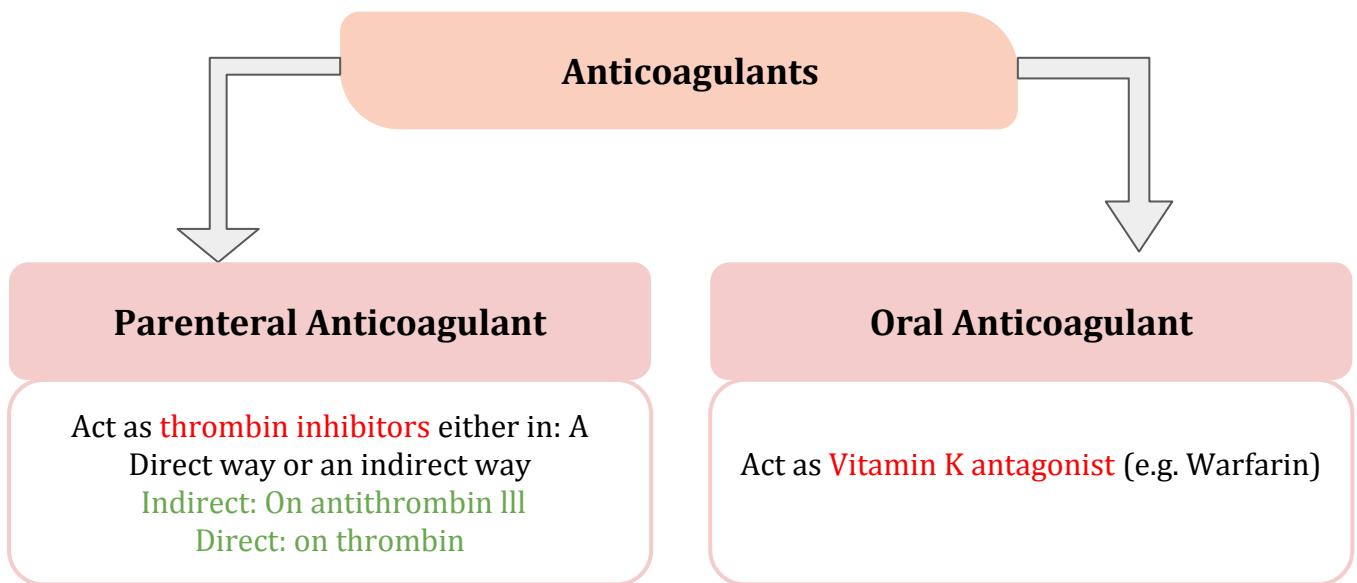 Anticoagulants
Parenteral Anticoagulant
Act as thrombin inhibitors either in: A
Direct way or an indirect way
Indirect: On antithrombin lll
Direct: on thrombin
Oral Anticoagulant
Act as Vitamin K antagonist (e.g. Warfarin)